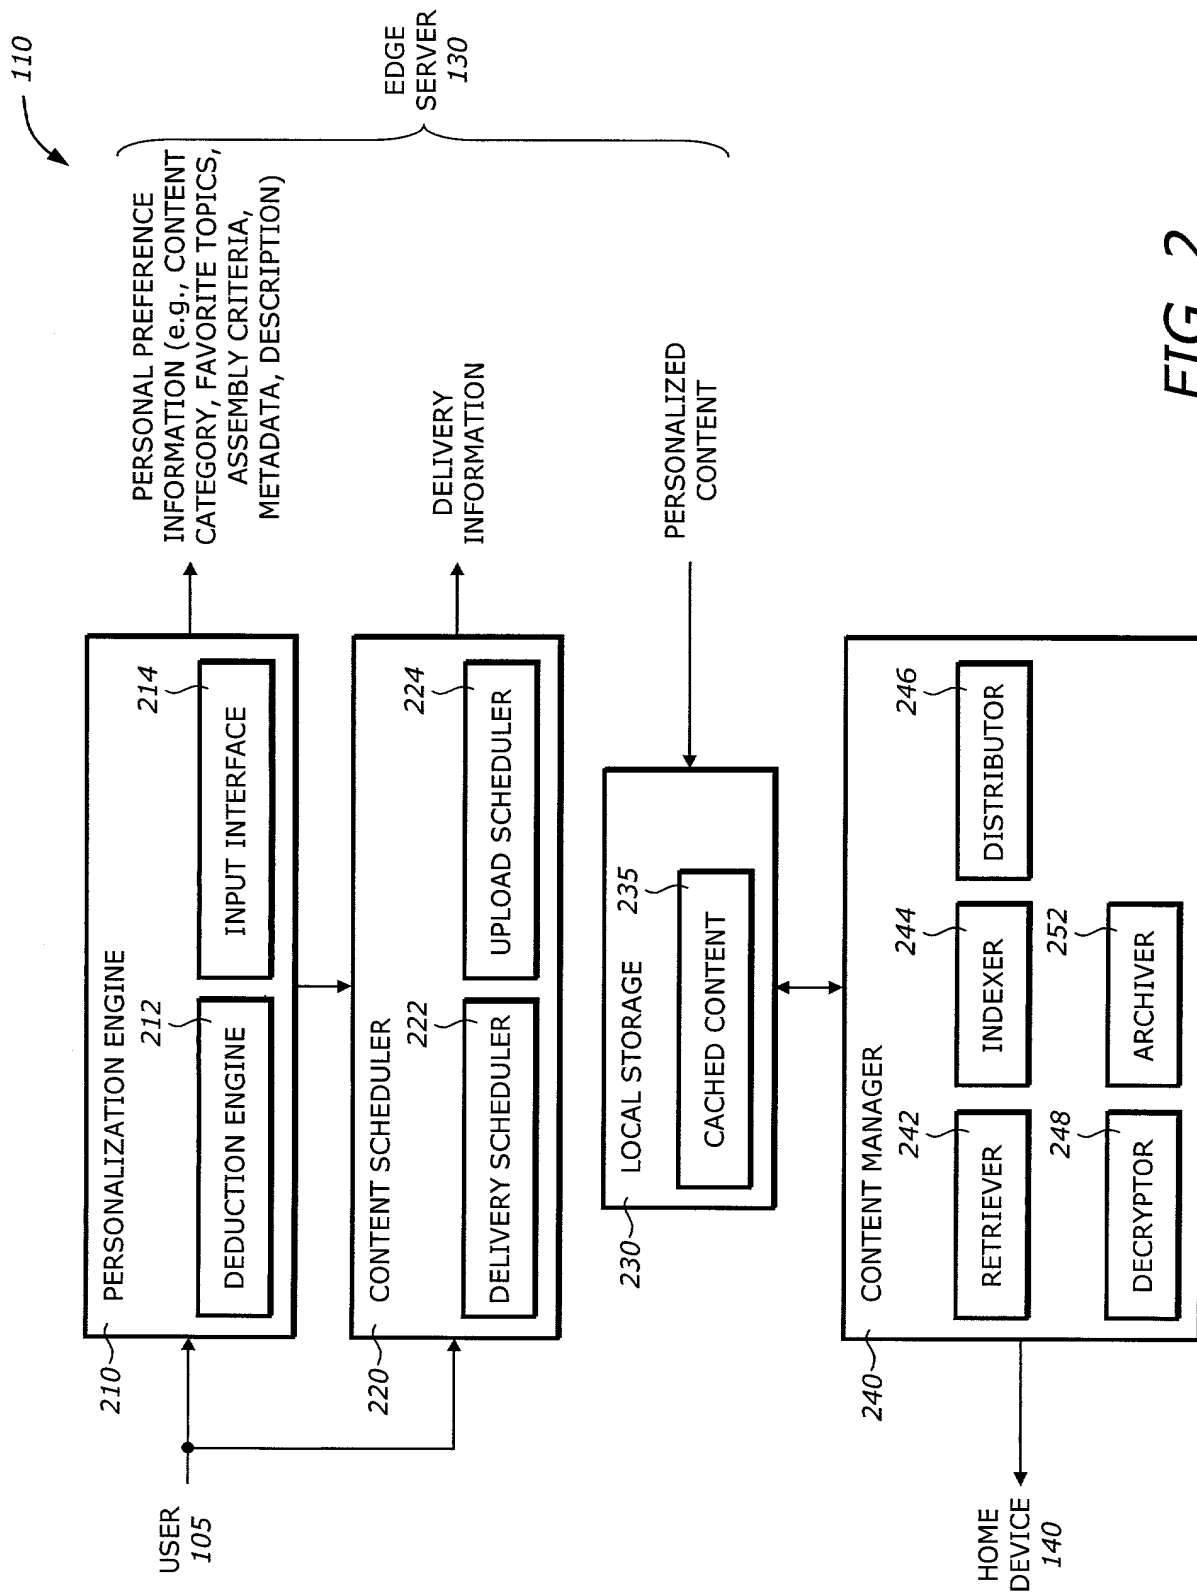 110
USER
105
210
PERSONALIZATION ENGINE
212
DEDUCTION ENGINE
214
INPUT INTERFACE
PERSONAL PREFERENCE
INFORMATION (e.g., CONTENT
CATEGORY, FAVORITE TOPICS,
ASSEMBLY CRITERIA,
METADATA, DESCRIPTION)
220
CONTENT SCHEDULER
222
DELIVERY SCHEDULER
224
UPLOAD SCHEDULER
DELIVERY
INFORMATION
EDGE
SERVER
130
230
LOCAL STORAGE
235
CACHED CONTENT
PERSONALIZED
CONTENT
HOME
DEVICE
140
240
CONTENT MANAGER
242
RETRIEVER
244
INDEXER
246
DISTRIBUTOR
248
DECRYPTOR
252
ARCHIVER
FIG. 2